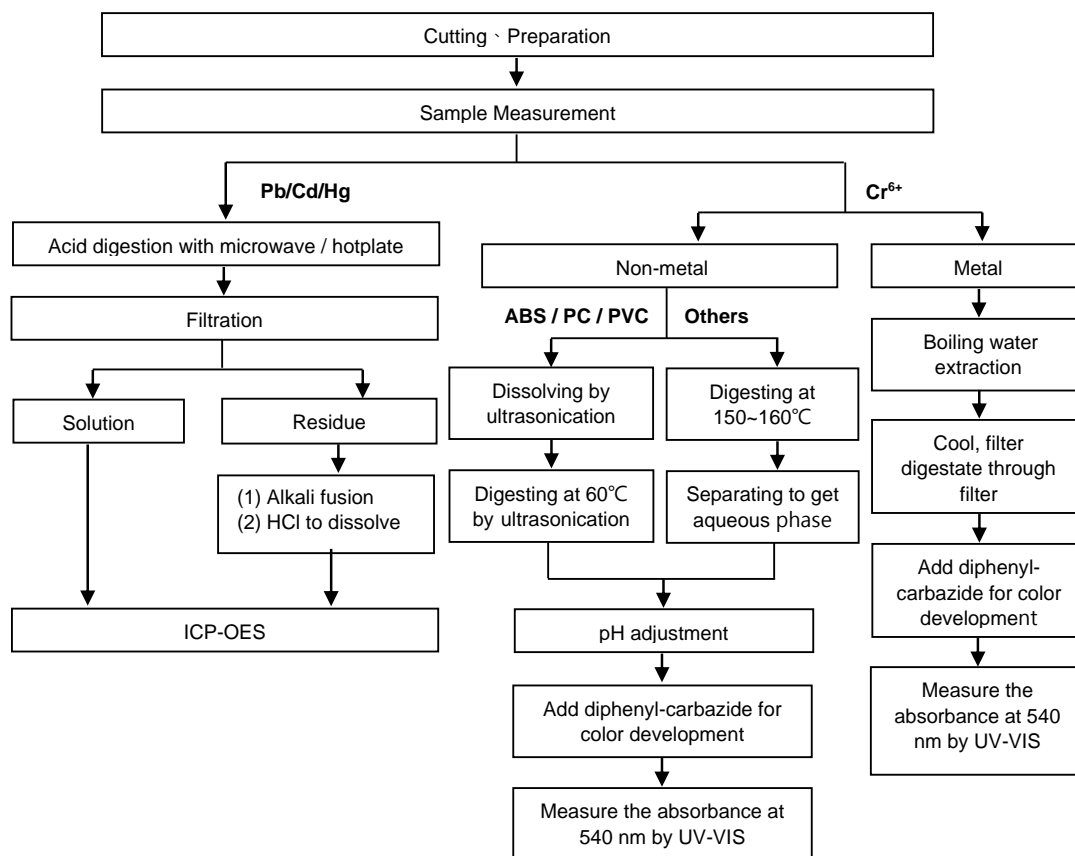 Cutting、Preparation
Sample Measurement
Pb/Cd/Hg
Cr⁶⁺
Acid digestion with microwave / hotplate
Non-metal
Metal
Filtration
ABS / PC / PVC
Others
Boiling water
extraction
Solution
Residue
Dissolving by
ultrasonication
Digesting at
150~160℃
Cool, filter
digestate through
filter
(1) Alkali fusion
(2) HCl to dissolve
Digesting at 60℃
by ultrasonication
Separating to get
aqueous phase
Add diphenyl-
carbazide for color
development
ICP-OES
pH adjustment
Add diphenyl-carbazide for
color development
Measure the
absorbance at 540
nm by UV-VIS
Measure the absorbance at
540 nm by UV-VIS